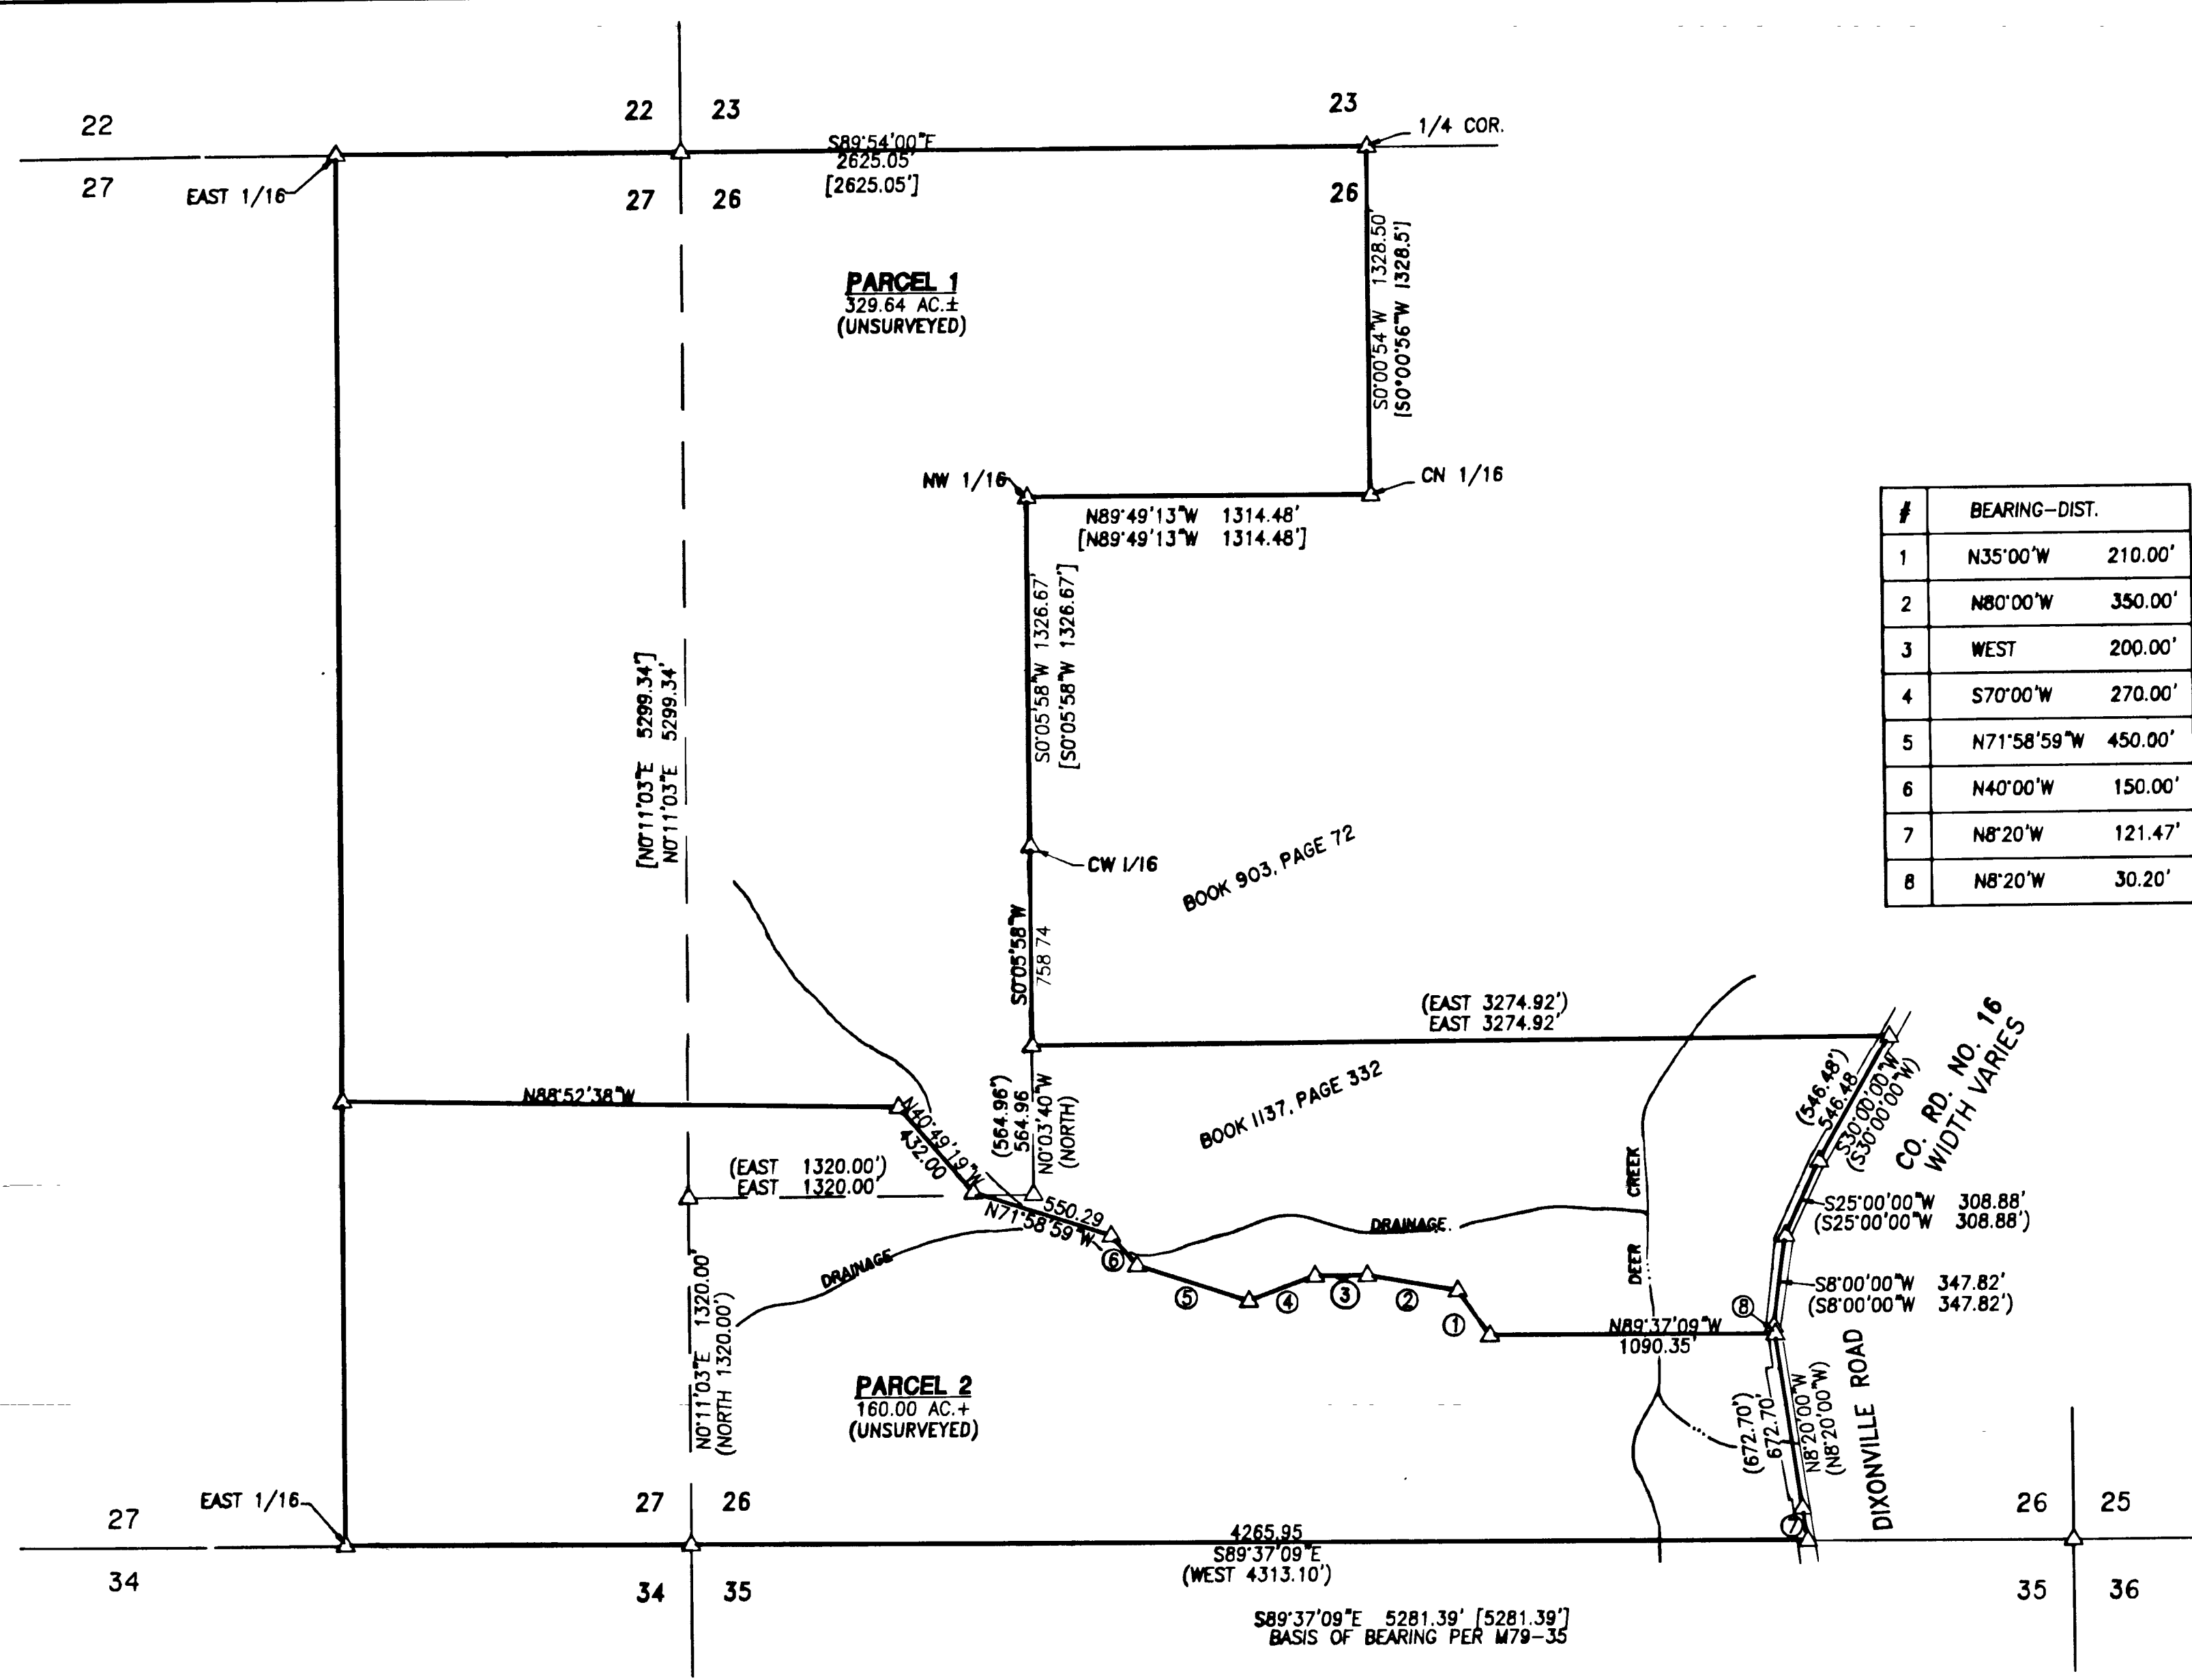 22 23
23
22
1/4 COR.
S89°54'00"E
2625.05'
[2625.05']
27
EAST 1/16
27 26
26
PARCEL 1
329.64 AC.±
(UNSURVEYED)
S0°00'54"W 1328.50'
[S0°00'56"W 1328.5']
NW 1/16
CN 1/16
N89°49'13"W 1314.48'
[N89°49'13"W 1314.48']
# BEARING-DIST.
1 N35°00'W 210.00'
2 N80°00'W 350.00'
3 WEST 200.00'
4 S70°00'W 270.00'
5 N71°58'59"W 450.00'
6 N40°00'W 150.00'
7 N8°20'W 121.47'
8 N8°20'W 30.20'
S0°05'58"W 1326.67'
[S0°05'58"W 1326.67']
[N0°11'03"E 5299.34']
N0°11'03"E 5299.34'
CW 1/16
BOOK 903, PAGE 72
S0°05'58"W
758 74
(EAST 3274.92')
EAST 3274.92'
CO. RD. NO. 16
WIDTH VARIES
(546.48')
546.48
S30°00'00"W
(S30°00'00"W)
BOOK 1137, PAGE 332
N88°52'38"W
N40°49'19"W
432.00
(564.96')
564.96
N0°03'40"W
(NORTH)
(EAST 1320.00')
EAST 1320.00'
550.29
N71°58'59"W
DEER CREEK
DRAINAGE
DRAINAGE
S25°00'00"W 308.88'
(S25°00'00"W 308.88')
S8°00'00"W 347.82'
(S8°00'00"W 347.82')
6
5
4
3
2
1
8
N89°37'09"W
1090.35'
N0°11'03"E 1320.00'
(NORTH 1320.00')
PARCEL 2
160.00 AC.+
(UNSURVEYED)
(672.70')
672.70'
N8°20'00"W
(N8°20'00"W)
DIXONVILLE ROAD
EAST 1/16
27
27 26
26 25
7
4265.95
S89°37'09"E
(WEST 4313.10')
34
34 35
35 36
S89°37'09"E 5281.39' [5281.39']
BASIS OF BEARING PER M79-35